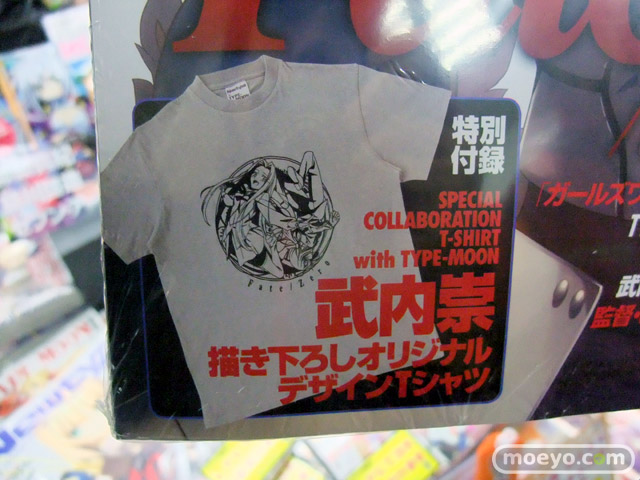 特別
付録
SPECIAL
COLLABORATION
T-SHIRT
with TYPE-MOON
武内崇
描き下ろしオリジナル
デザインTシャツ
Fate/Zero
「ガールズ
武
監督・
moeyo.com